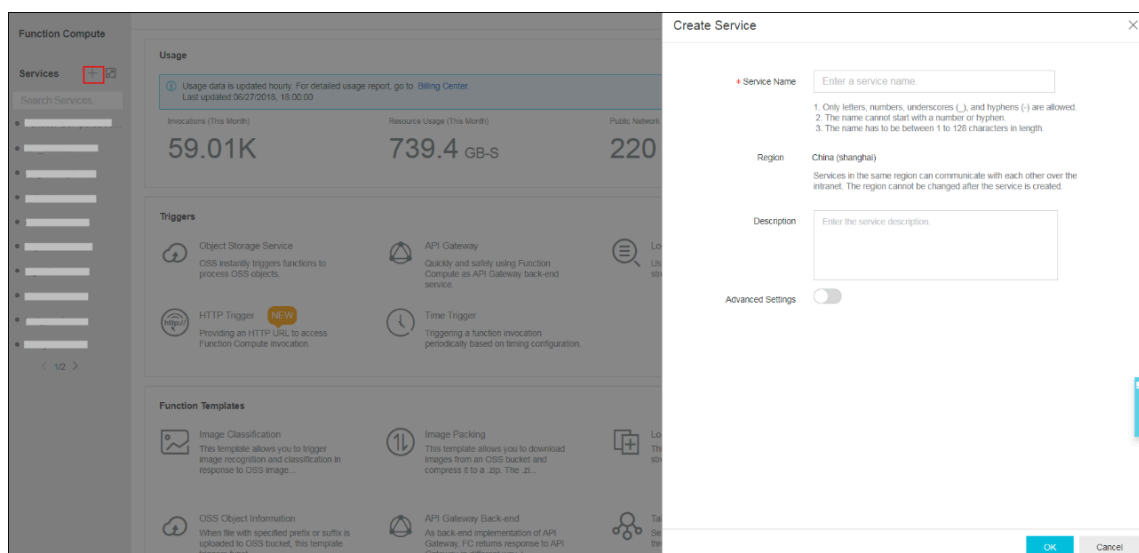 Function Compute
Services
Search Services.
1/2
Usage
Usage data is updated hourly. For detailed usage report, go to Billing Center.
Last updated:06/27/2018, 18:00:00
Invocations (This Month)
Resource Usage (This Month)
Public Network
59.01K
739.4 GB-S
220
Triggers
Object Storage Service
OSS instantly triggers functions to
process OSS objects.
API Gateway
Quickly and safely using Function
Compute as API Gateway back-end
service.
Lo
Us
str
http://
HTTP Trigger NEW
Providing an HTTP URL to access
Function Compute invocation.
Time Trigger
Triggering a function invocation
periodically based on timing configuration.
Function Templates
Image Classification
This template allows you to trigger
image recognition and classification in
response to OSS image...
Image Packing
This template allows you to download
images from an OSS bucket and
compress it to a .zip. The .zi...
Lo
Th
str
OSS Object Information
When file with specified prefix or suffix is
uploaded to OSS bucket, this template
API Gateway Back-end
As back-end implementation of API
Gateway, FC returns response to API
Ta
Se
the
Create Service
* Service Name
Enter a service name.
1. Only letters, numbers, underscores (_), and hyphens (-) are allowed.
2. The name cannot start with a number or hyphen.
3. The name has to be between 1 to 128 characters in length.
Region
China (shanghai)
Services in the same region can communicate with each other over the
intranet. The region cannot be changed after the service is created.
Description
Enter the service description.
Advanced Settings
OK
Cancel